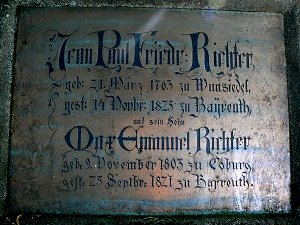 Jean Paul Friedr. Richter,
geb: 21. März 1763 zu Wunsiedel,
gest: 14. Novbr: 1825 zu Bayreuth,
und sein Sohn
Max Emanuel Richter
geb. 9. November 1803 zu Coburg,
gest. 25. Septbr: 1821 zu Bayreuth.